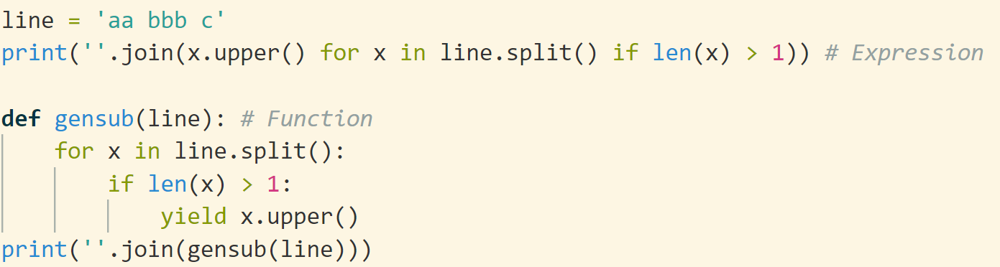 line = 'aa bbb c'
print(''.join(x.upper() for x in line.split() if len(x) > 1)) # Expression

def gensub(line): # Function
    for x in line.split():
        if len(x) > 1:
            yield x.upper()
print(''.join(gensub(line)))